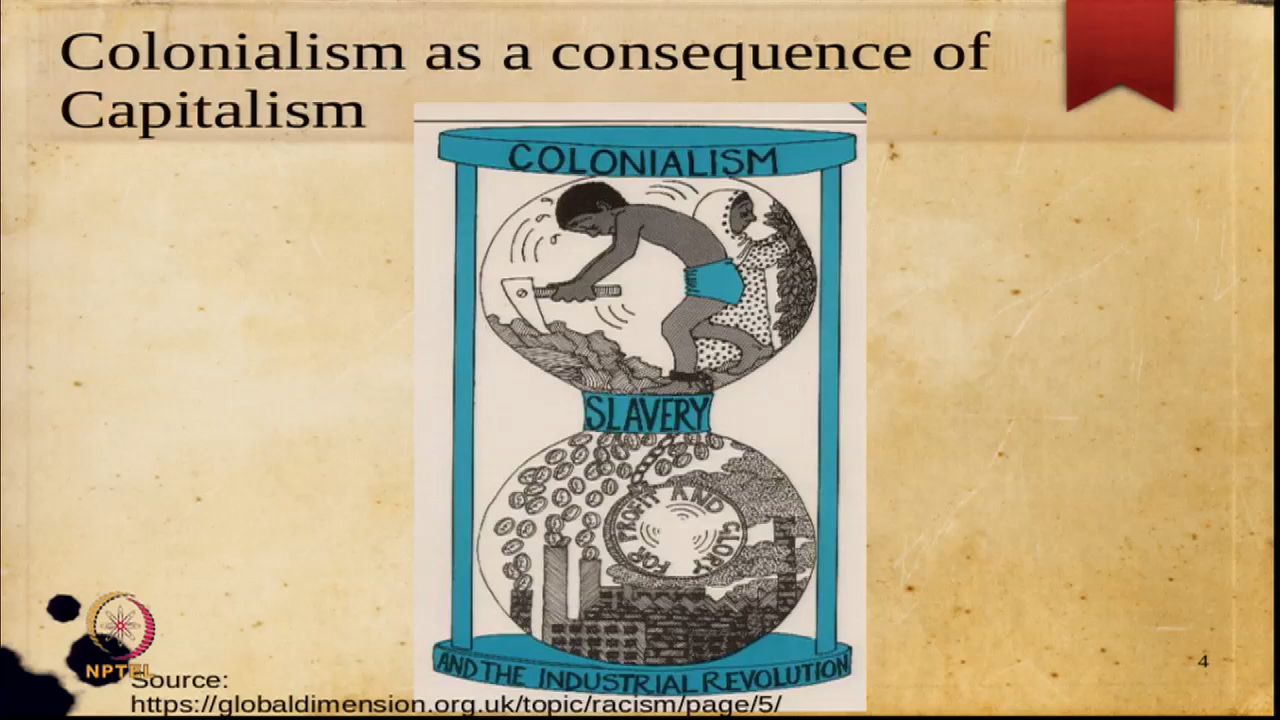 Colonialism as a consequence of
Capitalism
COLONIALISM
SLAVERY
FOR PROFIT AND GLORY
AND THE INDUSTRIAL REVOLUTION
NPTEL
4
Source:
https://globaldimension.org.uk/topic/racism/page/5/